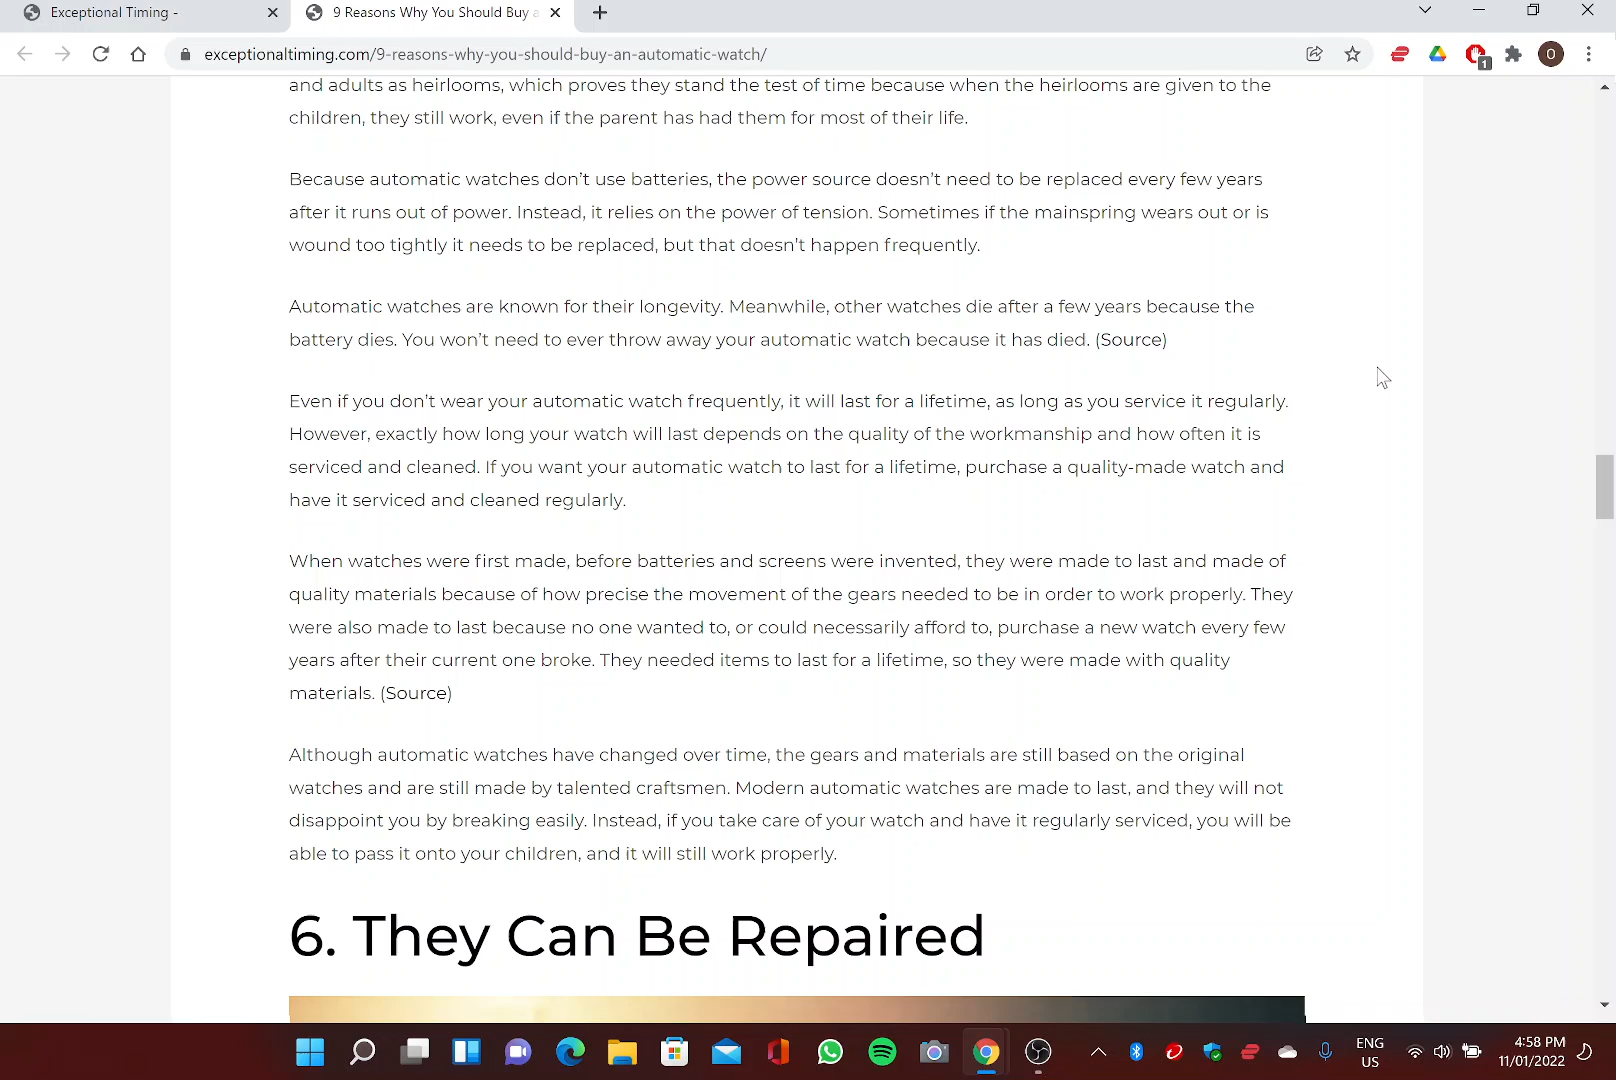 Exceptional Timing -
9 Reasons Why You Should Buy a
exceptionaltiming.com/9-reasons-why-you-should-buy-an-automatic-watch/
1
O
and adults as heirlooms, which proves they stand the test of time because when the heirlooms are given to the
children, they still work, even if the parent has had them for most of their life.
Because automatic watches don’t use batteries, the power source doesn’t need to be replaced every few years
after it runs out of power. Instead, it relies on the power of tension. Sometimes if the mainspring wears out or is
wound too tightly it needs to be replaced, but that doesn’t happen frequently.
Automatic watches are known for their longevity. Meanwhile, other watches die after a few years because the
battery dies. You won’t need to ever throw away your automatic watch because it has died. (Source)
Even if you don’t wear your automatic watch frequently, it will last for a lifetime, as long as you service it regularly.
However, exactly how long your watch will last depends on the quality of the workmanship and how often it is
serviced and cleaned. If you want your automatic watch to last for a lifetime, purchase a quality-made watch and
have it serviced and cleaned regularly.
When watches were first made, before batteries and screens were invented, they were made to last and made of
quality materials because of how precise the movement of the gears needed to be in order to work properly. They
were also made to last because no one wanted to, or could necessarily afford to, purchase a new watch every few
years after their current one broke. They needed items to last for a lifetime, so they were made with quality
materials. (Source)
Although automatic watches have changed over time, the gears and materials are still based on the original
watches and are still made by talented craftsmen. Modern automatic watches are made to last, and they will not
disappoint you by breaking easily. Instead, if you take care of your watch and have it regularly serviced, you will be
able to pass it onto your children, and it will still work properly.
6. They Can Be Repaired
ENG
US
4:58 PM
11/01/2022